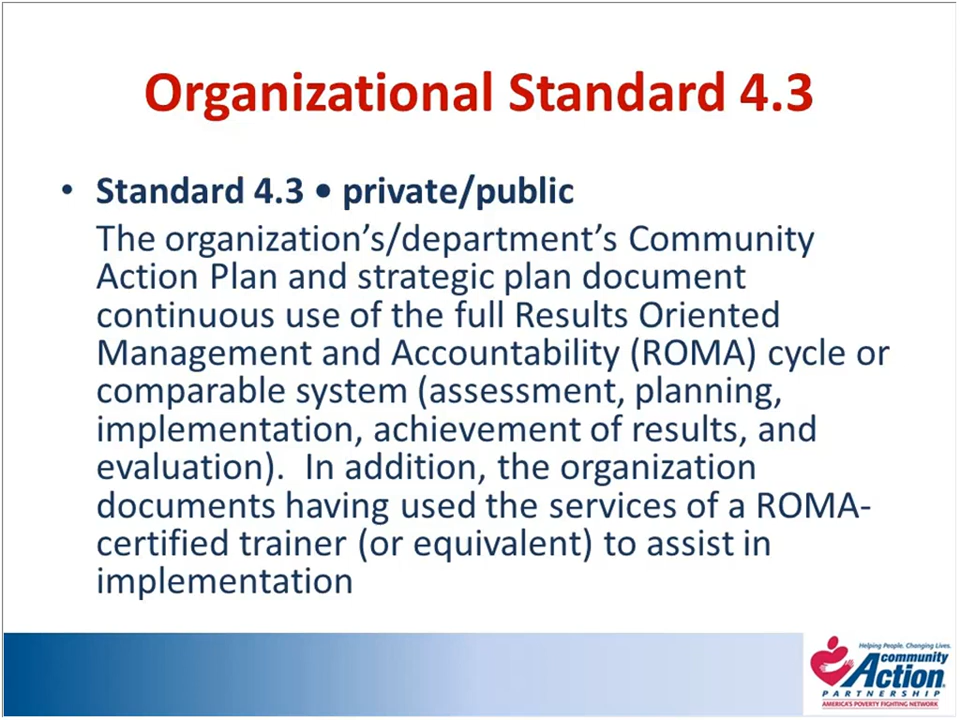 Organizational Standard 4.3
• Standard 4.3 • private/public
The organization’s/department’s Community
Action Plan and strategic plan document
continuous use of the full Results Oriented
Management and Accountability (ROMA) cycle or
comparable system (assessment, planning,
implementation, achievement of results, and
evaluation).  In addition, the organization
documents having used the services of a ROMA-
certified trainer (or equivalent) to assist in
implementation
Helping People. Changing Lives.
community
Action
PARTNERSHIP
AMERICA'S POVERTY FIGHTING NETWORK